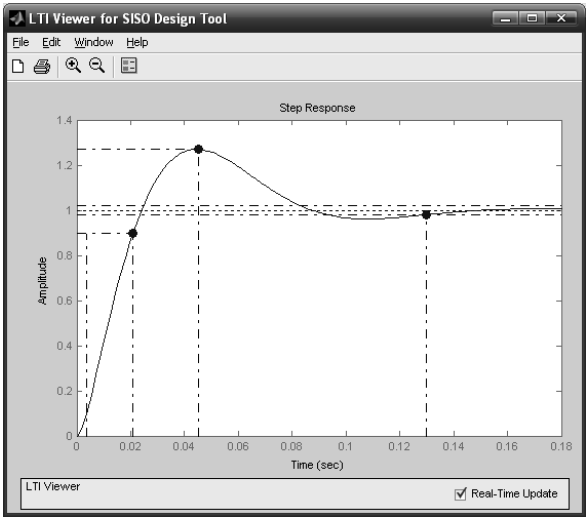 LTI Viewer for SISO Design Tool
File Edit Window Help
Step Response
1.4
1.2
1
0.8
0.6
0.4
0.2
0
Amplitude
0 0.02 0.04 0.06 0.08 0.1 0.12 0.14 0.16 0.18
Time (sec)
LTI Viewer
Real-Time Update